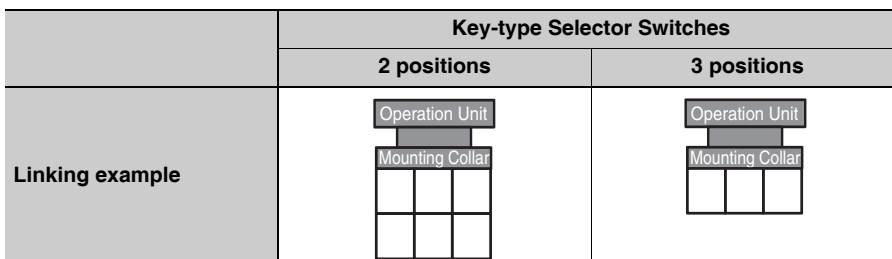 Key-type Selector Switches
2 positions 3 positions
Linking example
Operation Unit
Mounting Collar
Operation Unit
Mounting Collar